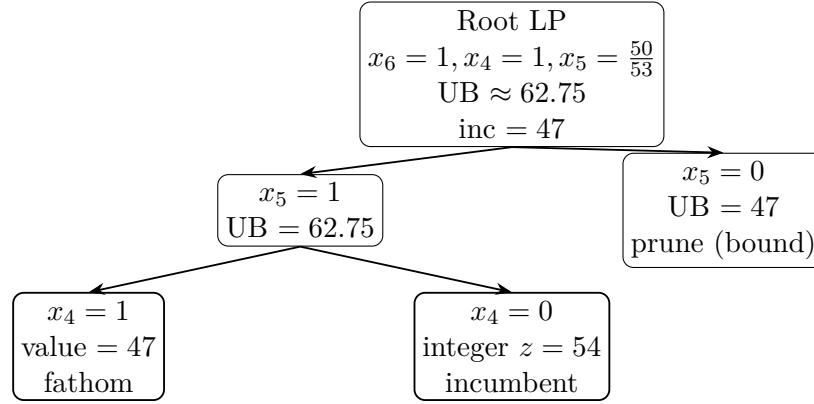 Root LP
x₆ = 1, x₄ = 1, x₅ = 50/53
UB ≈ 62.75
inc = 47
x₅ = 1
UB = 62.75
x₅ = 0
UB = 47
prune (bound)
x₄ = 1
value = 47
fathom
x₄ = 0
integer z = 54
incumbent